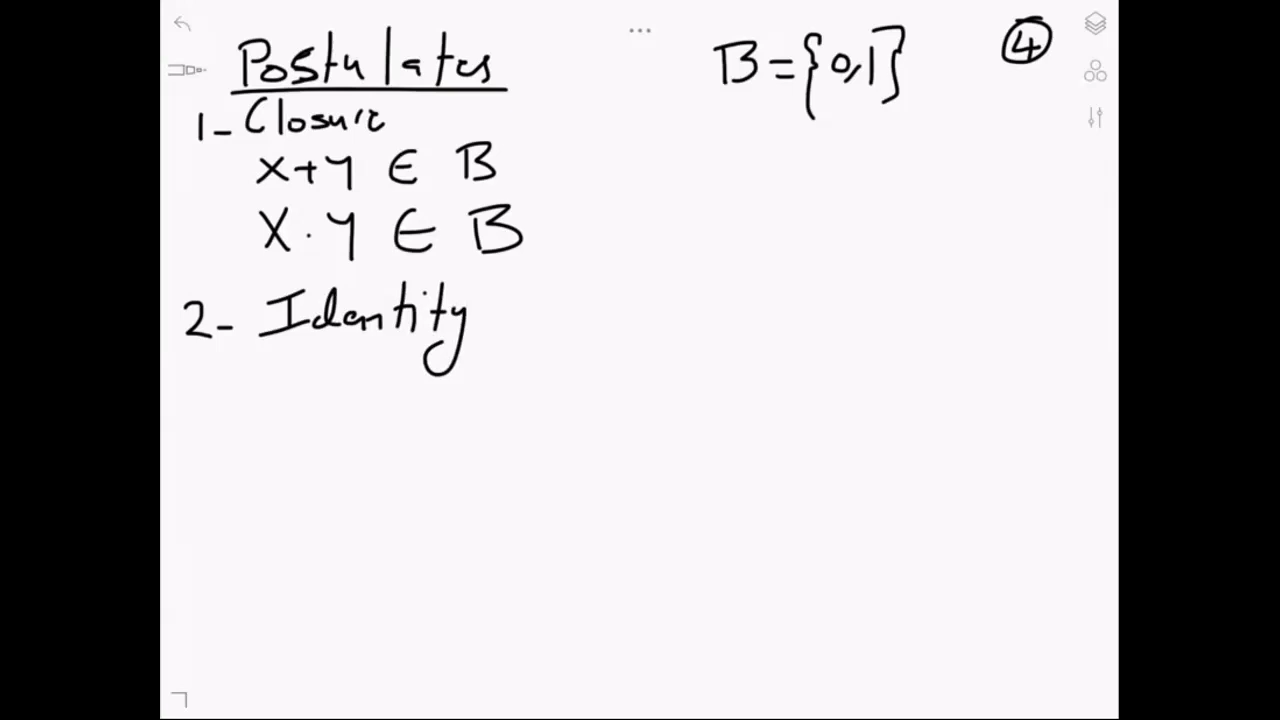 Postulates
B = {0,1}
4
1- Closure
X+Y ∈ B
X·Y ∈ B
2- Identity